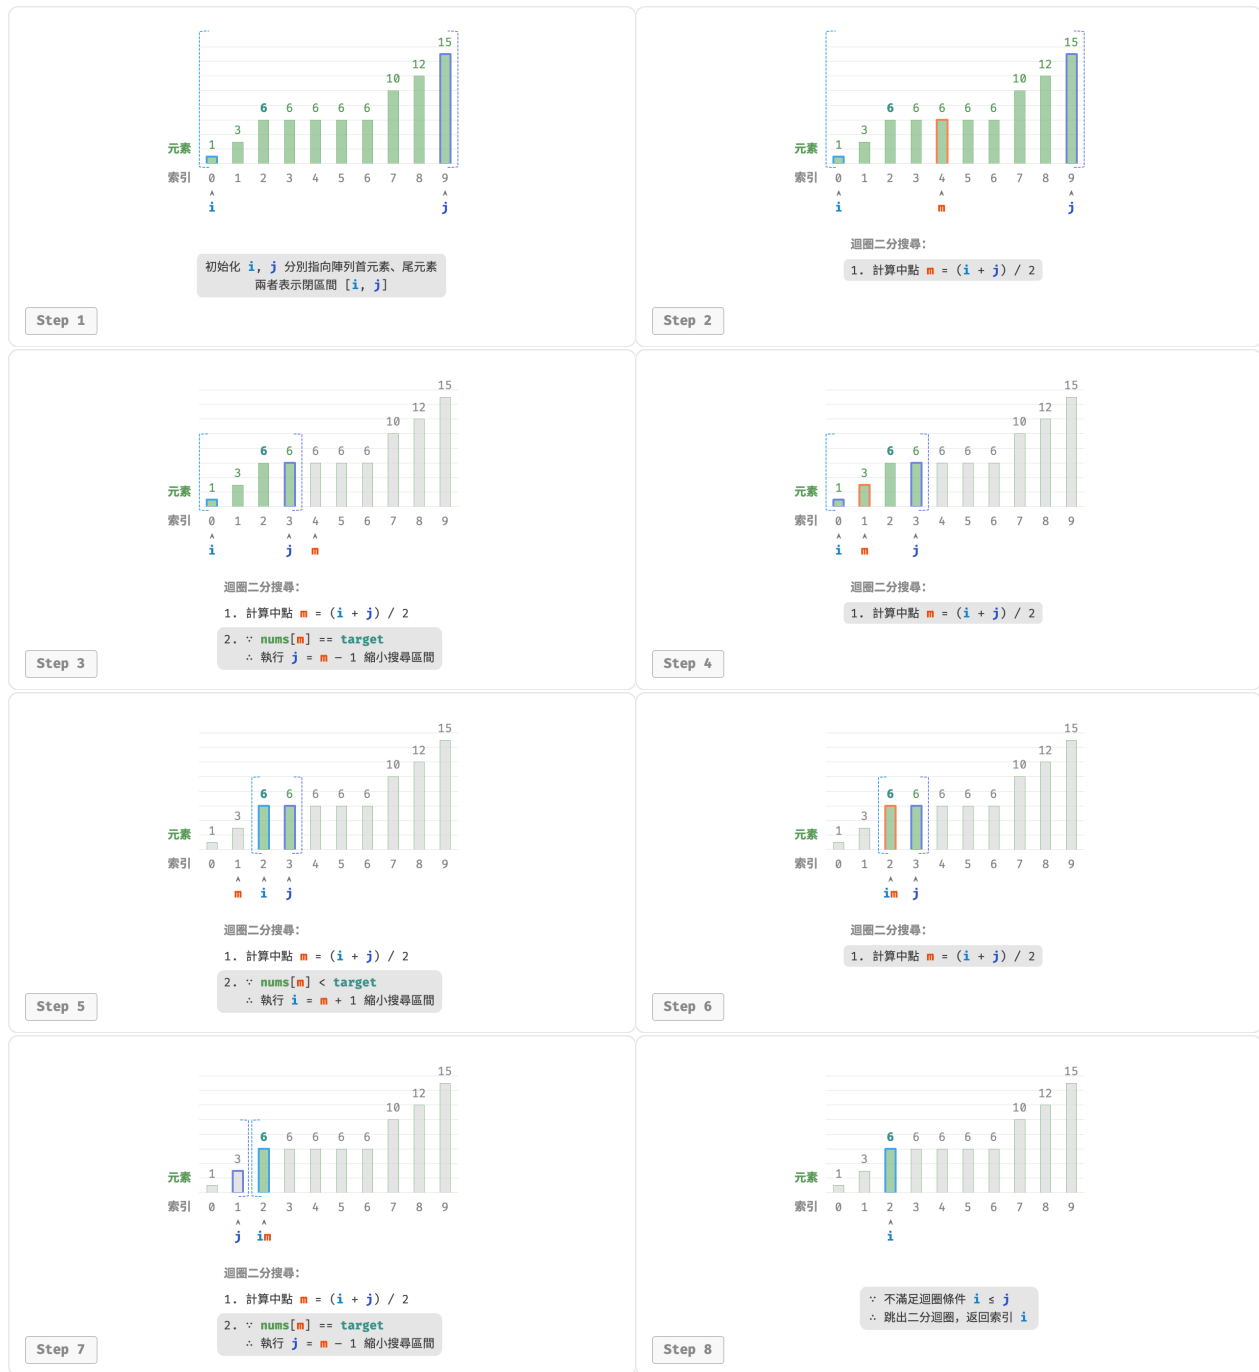 15
12
10
6 6 6 6 6
3
元素 1
索引 0 1 2 3 4 5 6 7 8 9
i j
初始化 i, j 分別指向陣列首元素、尾元素
兩者表示閉區間 [i, j]
Step 1
15
12
10
6 6 6 6 6
3
元素 1
索引 0 1 2 3 4 5 6 7 8 9
i m j
迴圈二分搜尋:
1. 計算中點 m = (i + j) / 2
Step 2
15
12
10
6 6 6 6 6
3
元素 1
索引 0 1 2 3 4 5 6 7 8 9
i j m
迴圈二分搜尋:
1. 計算中點 m = (i + j) / 2
2. ∵ nums[m] == target
∴ 執行 j = m − 1 縮小搜尋區間
Step 3
15
12
10
6 6 6 6 6
3
元素 1
索引 0 1 2 3 4 5 6 7 8 9
i m j
迴圈二分搜尋:
1. 計算中點 m = (i + j) / 2
Step 4
15
12
10
6 6 6 6 6
3
元素 1
索引 0 1 2 3 4 5 6 7 8 9
m i j
迴圈二分搜尋:
1. 計算中點 m = (i + j) / 2
2. ∵ nums[m] < target
∴ 執行 i = m + 1 縮小搜尋區間
Step 5
15
12
10
6 6 6 6 6
3
元素 1
索引 0 1 2 3 4 5 6 7 8 9
im j
迴圈二分搜尋:
1. 計算中點 m = (i + j) / 2
Step 6
15
12
10
6 6 6 6 6
3
元素 1
索引 0 1 2 3 4 5 6 7 8 9
j im
迴圈二分搜尋:
1. 計算中點 m = (i + j) / 2
2. ∵ nums[m] == target
∴ 執行 j = m − 1 縮小搜尋區間
Step 7
15
12
10
6 6 6 6 6
3
元素 1
索引 0 1 2 3 4 5 6 7 8 9
i
∵ 不滿足迴圈條件 i ≤ j
∴ 跳出二分迴圈，返回索引 i
Step 8